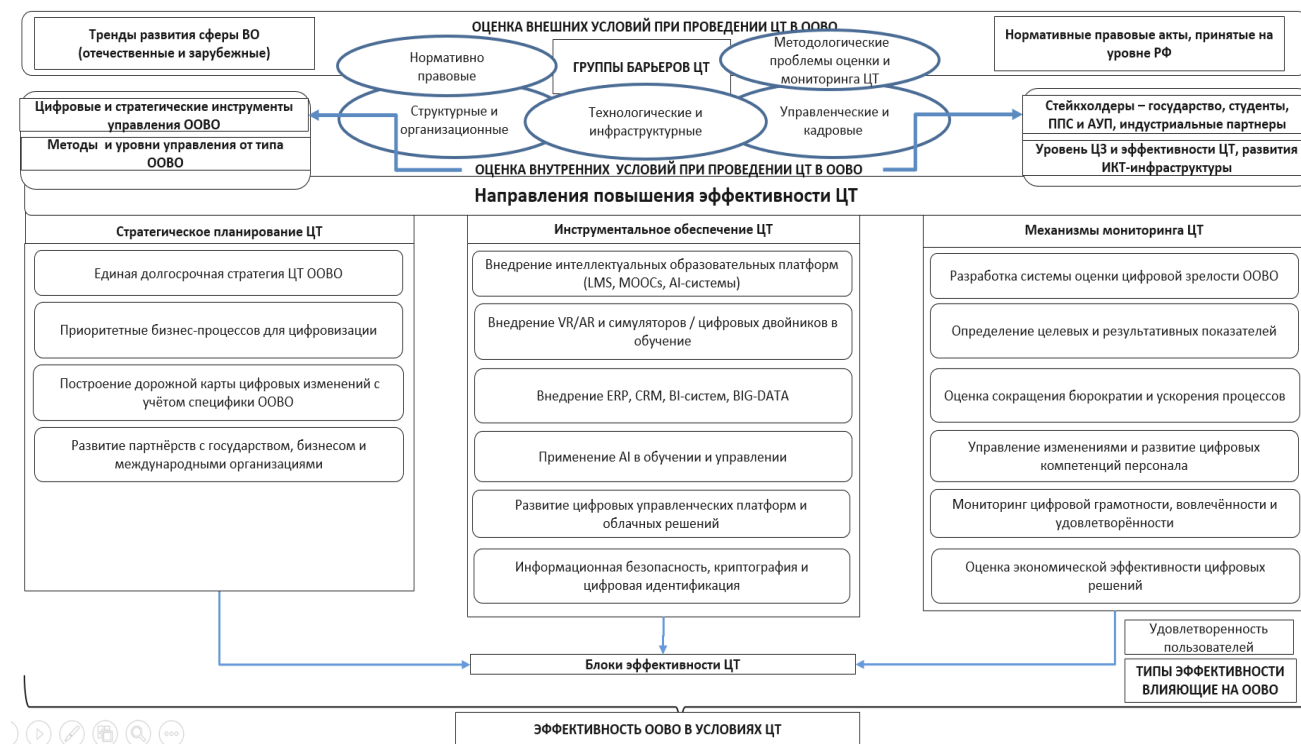 ОЦЕНКА ВНЕШНИХ УСЛОВИЙ ПРИ ПРОВЕДЕНИИ ЦТ В ООВО
Тренды развития сферы ВО
(отечественные и зарубежные)
Нормативно
правовые
ГРУППЫ БАРЬЕРОВ ЦТ
Методологические
проблемы оценки и
мониторинга ЦТ
Нормативные правовые акты, принятые на
уровне РФ
Цифровые и стратегические инструменты
управления ООВО
Методы и уровни управления от типа
ООВО
Структурные и
организационные
Технологические и
инфраструктурные
Управленческие и
кадровые
Стейкхолдеры – государство, студенты,
ППС и АУП, индустриальные партнеры
Уровень ЦЗ и эффективности ЦТ, развития
ИКТ-инфраструктуры
ОЦЕНКА ВНУТРЕННИХ УСЛОВИЙ ПРИ ПРОВЕДЕНИИ ЦТ В ООВО
Направления повышения эффективности ЦТ
Стратегическое планирование ЦТ
Единая долгосрочная стратегия ЦТ ООВО
Приоритетные бизнес-процессов для цифровизации
Построение дорожной карты цифровых изменений с
учётом специфики ООВО
Развитие партнёрств с государством, бизнесом и
международными организациями
Инструментальное обеспечение ЦТ
Внедрение интеллектуальных образовательных платформ
(LMS, MOOCs, AI-системы)
Внедрение VR/AR и симуляторов / цифровых двойников в
обучение
Внедрение ERP, CRM, BI-систем, BIG-DATA
Применение AI в обучении и управлении
Развитие цифровых управленческих платформ и
облачных решений
Информационная безопасность, криптография и
цифровая идентификация
Механизмы мониторинга ЦТ
Разработка системы оценки цифровой зрелости ООВО
Определение целевых и результативных показателей
Оценка сокращения бюрократии и ускорения процессов
Управление изменениями и развитие цифровых
компетенций персонала
Мониторинг цифровой грамотности, вовлечённости и
удовлетворённости
Оценка экономической эффективности цифровых
решений
Удовлетворенность
пользователей
Блоки эффективности ЦТ
ТИПЫ ЭФФЕКТИВНОСТИ
ВЛИЯЮЩИЕ НА ООВО
ЭФФЕКТИВНОСТЬ ООВО В УСЛОВИЯХ ЦТ